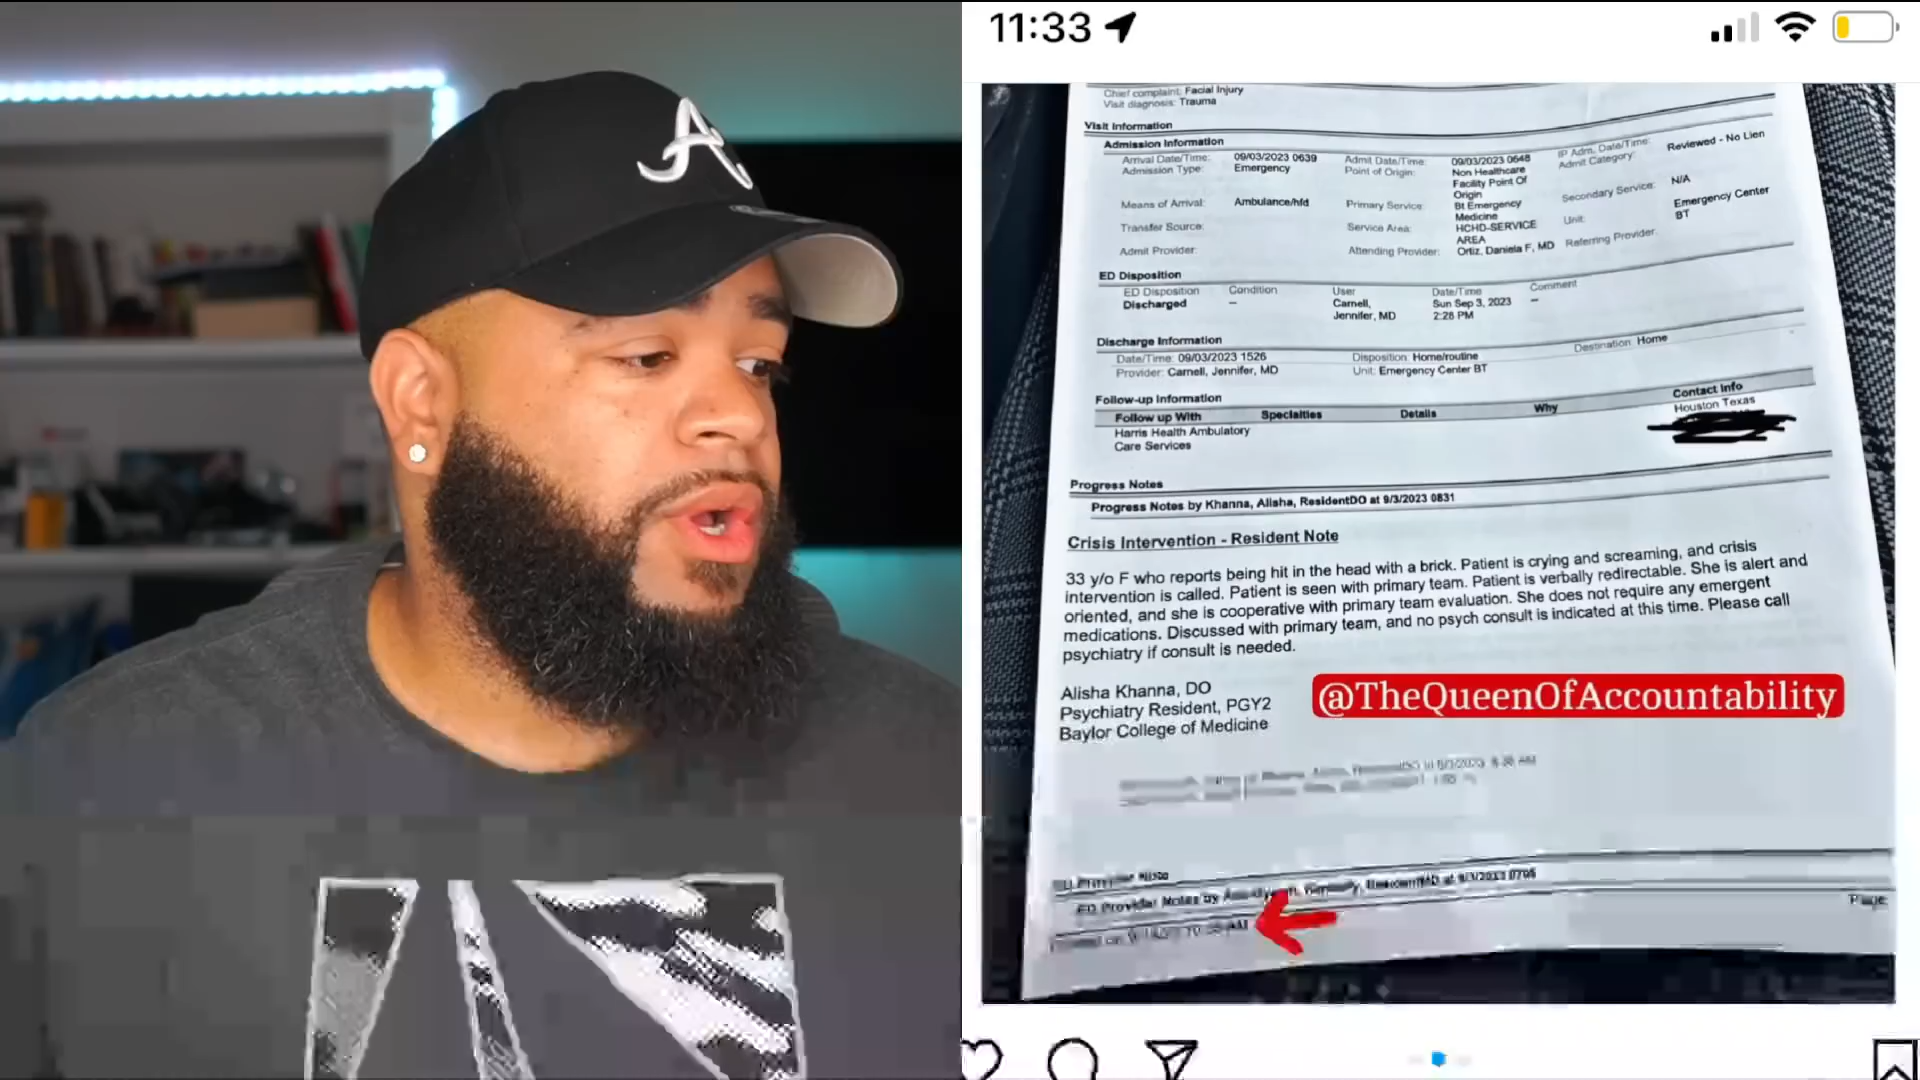 A
11:33
Chief complaint: Facial Injury
Visit diagnosis: Trauma
Visit Information
Admission Information
Arrival Date/Time: 09/03/2023 0639 Admit Date/Time: 09/03/2023 0648 IP Adm. Date/Time:
Admission Type: Emergency Point of Origin: Non Healthcare Facility Point Of Origin Admit Category: Reviewed - No Lien
Means of Arrival: Ambulance/hfd Primary Service: Bt Emergency Medicine Secondary Service: N/A
Transfer Source: Service Area: HCHD-SERVICE AREA Unit: Emergency Center BT
Admit Provider: Attending Provider: Ortiz, Daniela F, MD Referring Provider:
ED Disposition
ED Disposition Condition User Date/Time Comment
Discharged – Carnell, Jennifer, MD Sun Sep 3, 2023 2:28 PM –
Discharge Information
Date/Time: 09/03/2023 1526 Disposition: Home/routine Destination: Home
Provider: Carnell, Jennifer, MD Unit: Emergency Center BT
Follow-up Information
Follow up With Specialties Details Why Contact Info
Harris Health Ambulatory Care Services Houston Texas
Progress Notes
Progress Notes by Khanna, Alisha, ResidentDO at 9/3/2023 0831
Crisis Intervention - Resident Note
33 y/o F who reports being hit in the head with a brick. Patient is crying and screaming, and crisis
intervention is called. Patient is seen with primary team. Patient is verbally redirectable. She is alert and
oriented, and she is cooperative with primary team evaluation. She does not require any emergent
medications. Discussed with primary team, and no psych consult is indicated at this time. Please call
psychiatry if consult is needed.
Alisha Khanna, DO
Psychiatry Resident, PGY2
Baylor College of Medicine
@TheQueenOfAccountability
ED Provider Notes by
Page: